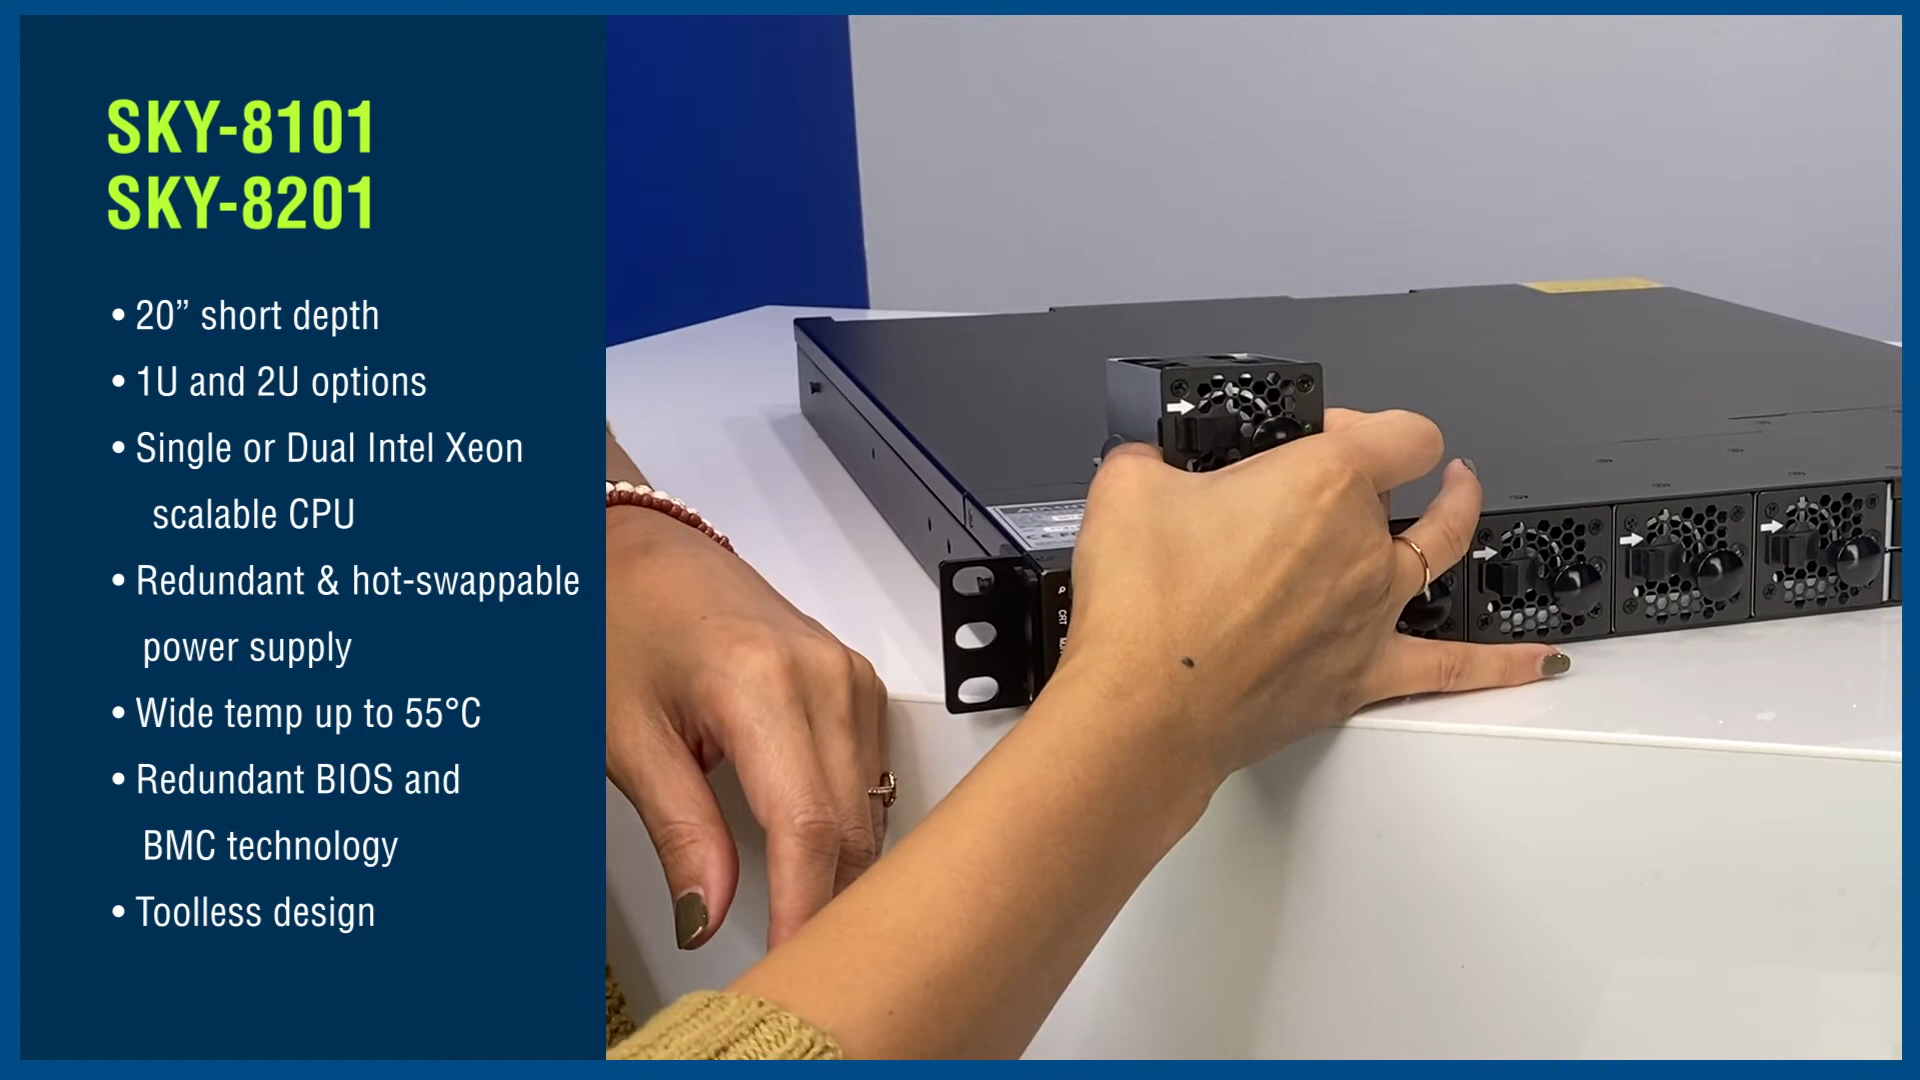 SKY-8101
SKY-8201
• 20” short depth
• 1U and 2U options
• Single or Dual Intel Xeon
scalable CPU
• Redundant & hot-swappable
power supply
• Wide temp up to 55°C
• Redundant BIOS and
BMC technology
• Toolless design
CRT